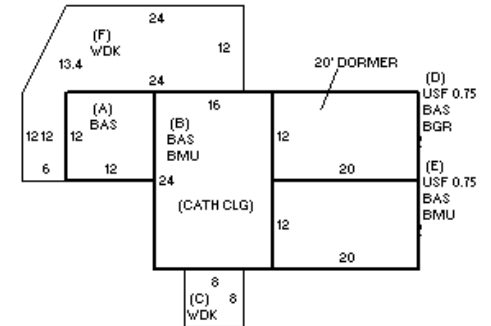 24
(F)
WDK
12
13.4
24
20' DORMER
(D)
USF 0.75
BAS
BGR
(A)
BAS
16
(B)
BAS
BMU
12 12
12
12
6
12
24
20
(E)
USF 0.75
BAS
BMU
(CATH CLG)
12
20
8
(C)
8
WDK